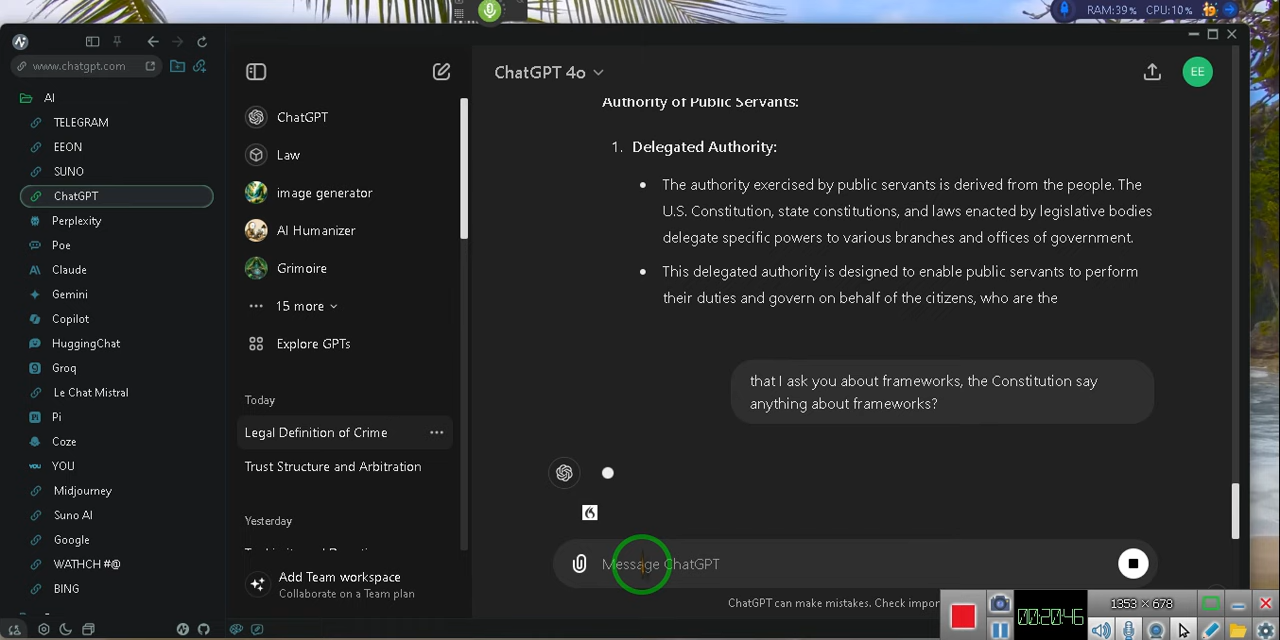 RAM:39% CPU:10% 19
www.chatgpt.com
AI
TELEGRAM
EEON
SUNO
ChatGPT
Perplexity
Poe
Claude
Gemini
Copilot
HuggingChat
Groq
Le Chat Mistral
Pi
Coze
YOU
YOU
Midjourney
Suno AI
Google
WATHCH #@
BING
ChatGPT
Law
image generator
AI Humanizer
Grimoire
15 more
Explore GPTs
Today
Legal Definition of Crime
Trust Structure and Arbitration
Yesterday
Add Team workspace
Collaborate on a Team plan
ChatGPT 4o
EE
Authority of Public Servants:
1. Delegated Authority:
• The authority exercised by public servants is derived from the people. The
U.S. Constitution, state constitutions, and laws enacted by legislative bodies
delegate specific powers to various branches and offices of government.
• This delegated authority is designed to enable public servants to perform
their duties and govern on behalf of the citizens, who are the
that I ask you about frameworks, the Constitution say
anything about frameworks?
Message ChatGPT
ChatGPT can make mistakes. Check impor
1353 × 678
00:20:46